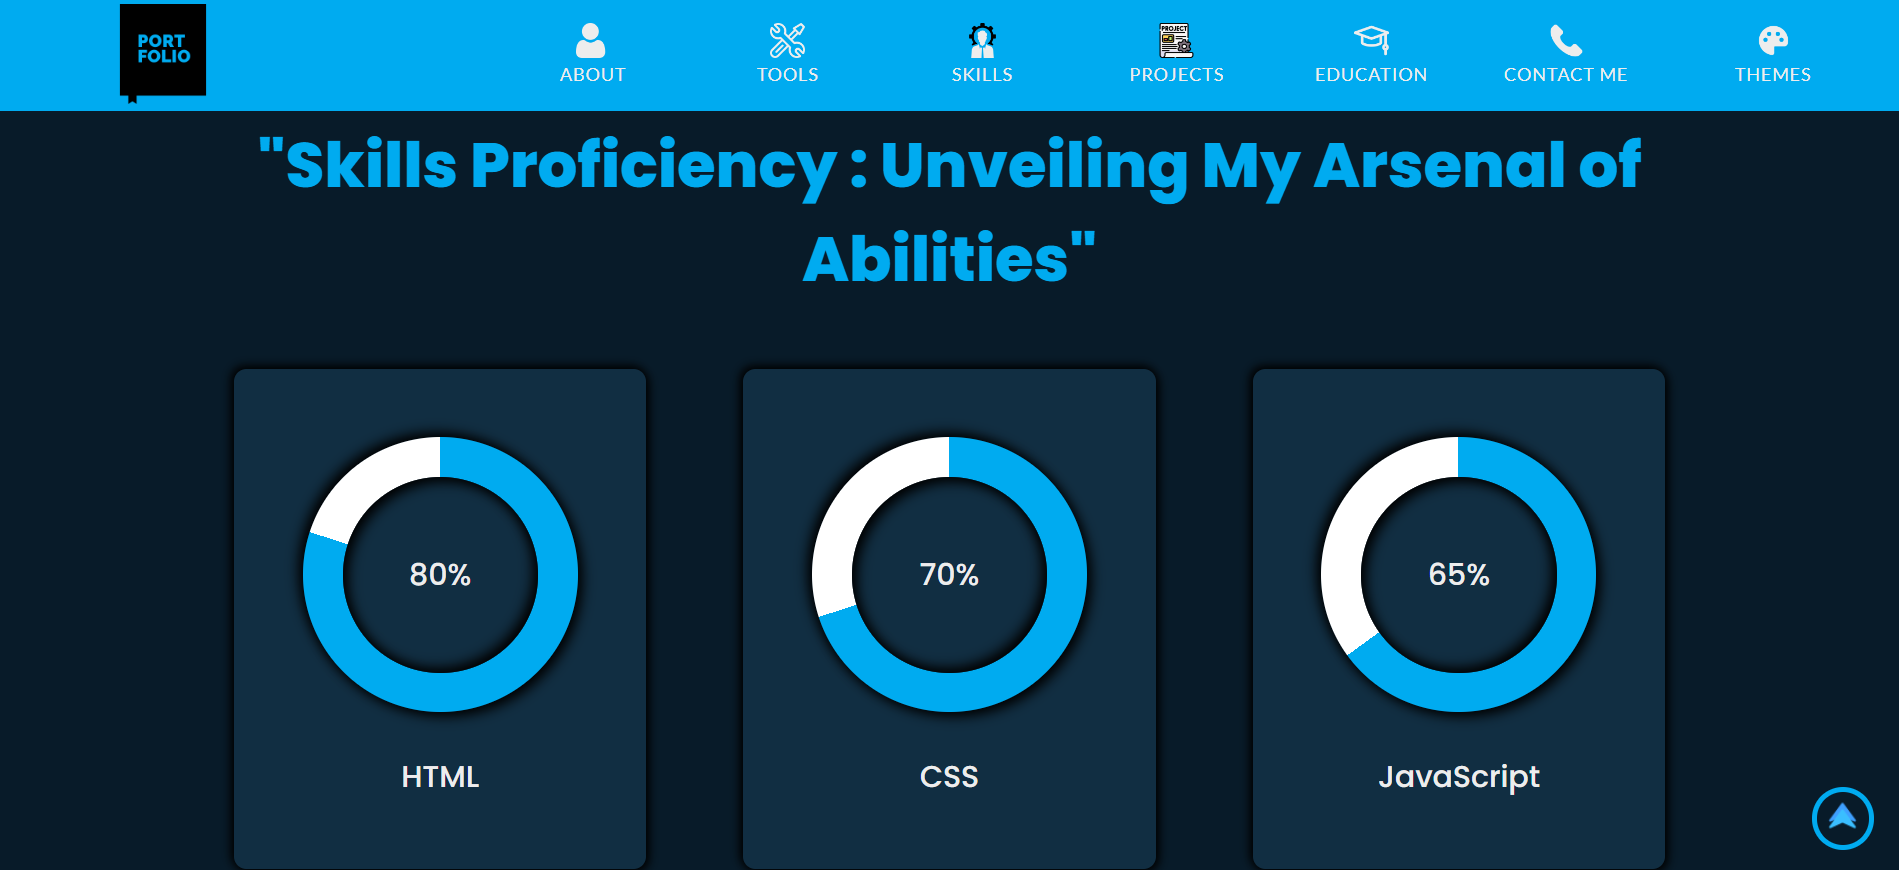 PORT
FOLIO
ABOUT
TOOLS
SKILLS
PROJECT
PROJECTS
EDUCATION
CONTACT ME
THEMES
"Skills Proficiency : Unveiling My Arsenal of
Abilities"
80%
70%
65%
HTML
CSS
JavaScript